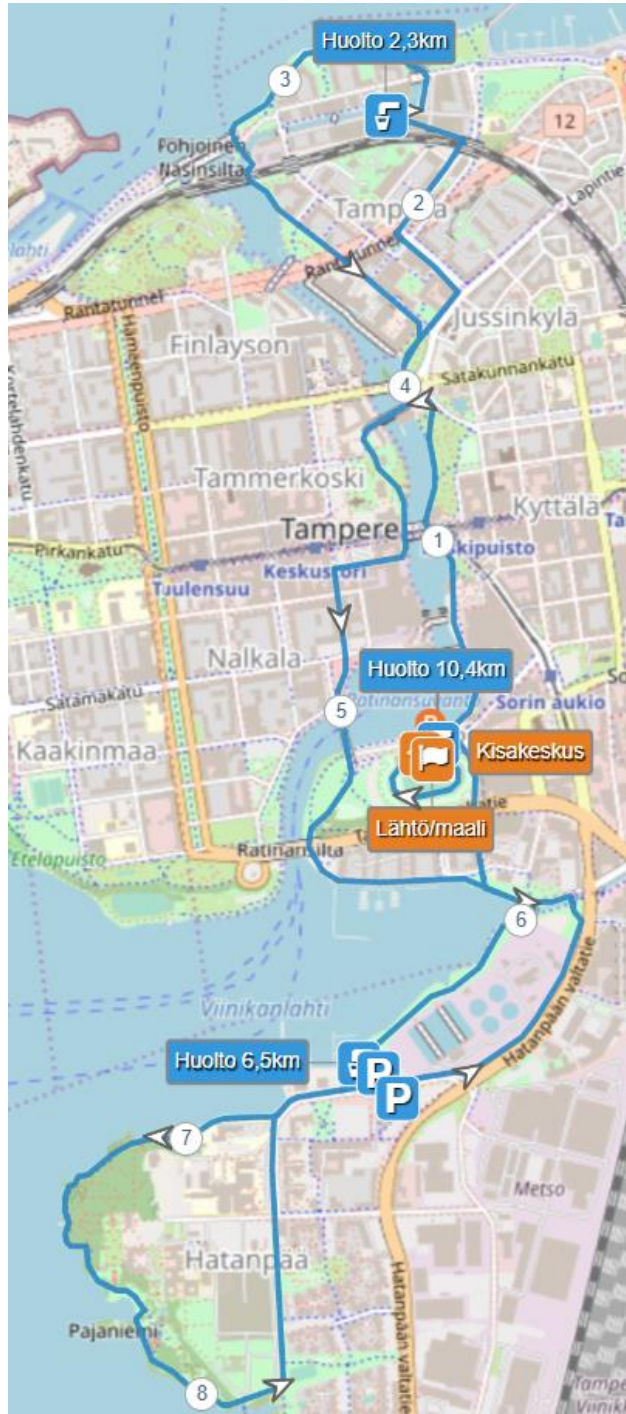 Huolto 2,3km
3
12
Pohjoinen
Näsinsilta
Lapintie
2
Rantatunneli
Rantatunneli
Jussinkylä
Hämeenpuisto
Finlayson
Satakunnankatu
4
Kortelahdenkatu
Tammerkoski
Kyttälä
Tampere
1
Pirkankatu
Keskustori
Tuulensuu
Huolto 10,4km
Nalkala
Ratinansuvanto
Sorin aukio
Satamakatu
5
Kaakinmaa
Kisakeskus
Lähtö/maali
Ratinansilta
Eteläpuisto
6
Viinikanlahti
Hatanpään valtatie
Huolto 6,5km
P
P
7
Metso
Hatanpää
Hatanpään valtatie
Pajaniemi
8